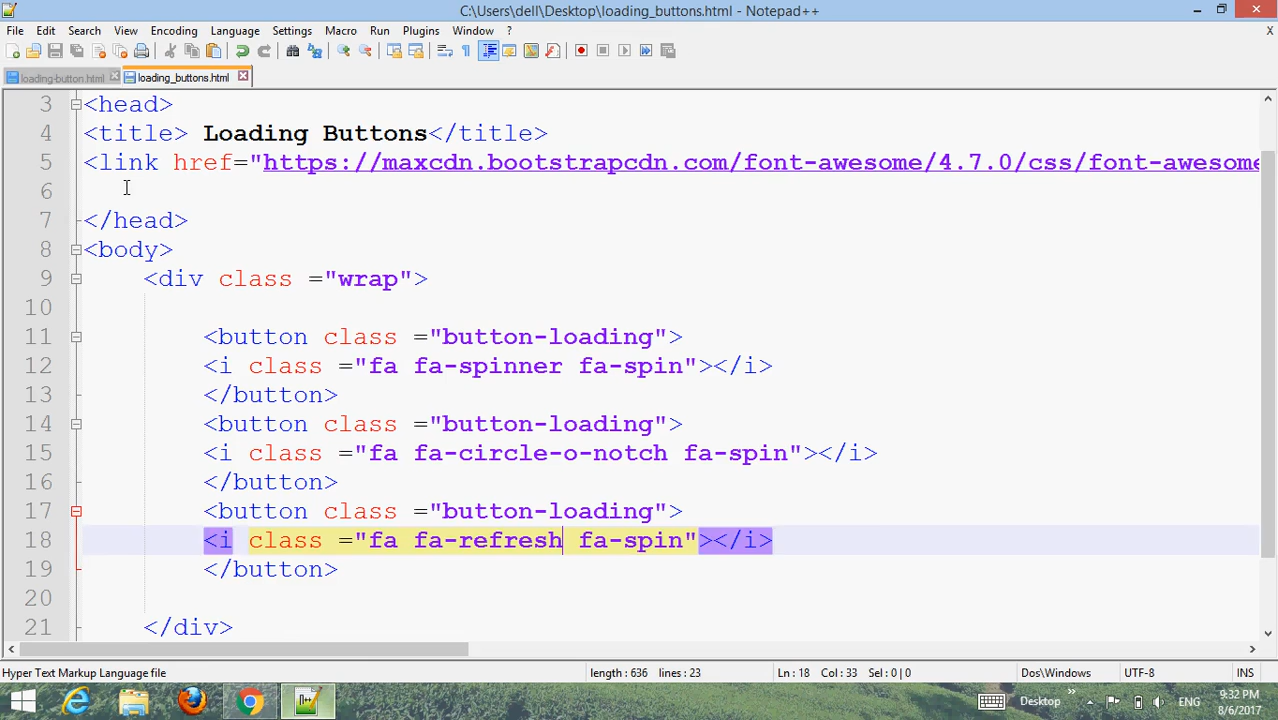 C:\Users\dell\Desktop\loading_buttons.html - Notepad++
File Edit Search View Encoding Language Settings Macro Run Plugins Window ? X
loading-button.html loading_buttons.html
3 <head>
4 <title> Loading Buttons</title>
5 <link href="https://maxcdn.bootstrapcdn.com/font-awesome/4.7.0/css/font-awesome
6
7 </head>
8 <body>
9 <div class ="wrap">
10
11 <button class ="button-loading">
12 <i class ="fa fa-spinner fa-spin"></i>
13 </button>
14 <button class ="button-loading">
15 <i class ="fa fa-circle-o-notch fa-spin"></i>
16 </button>
17 <button class ="button-loading">
18 <i class ="fa fa-refresh fa-spin"></i>
19 </button>
20
21 </div>
Hyper Text Markup Language file length : 636 lines : 23 Ln : 18 Col : 33 Sel : 0 | 0 Dos\Windows UTF-8 INS
Desktop ENG 9:32 PM
8/6/2017